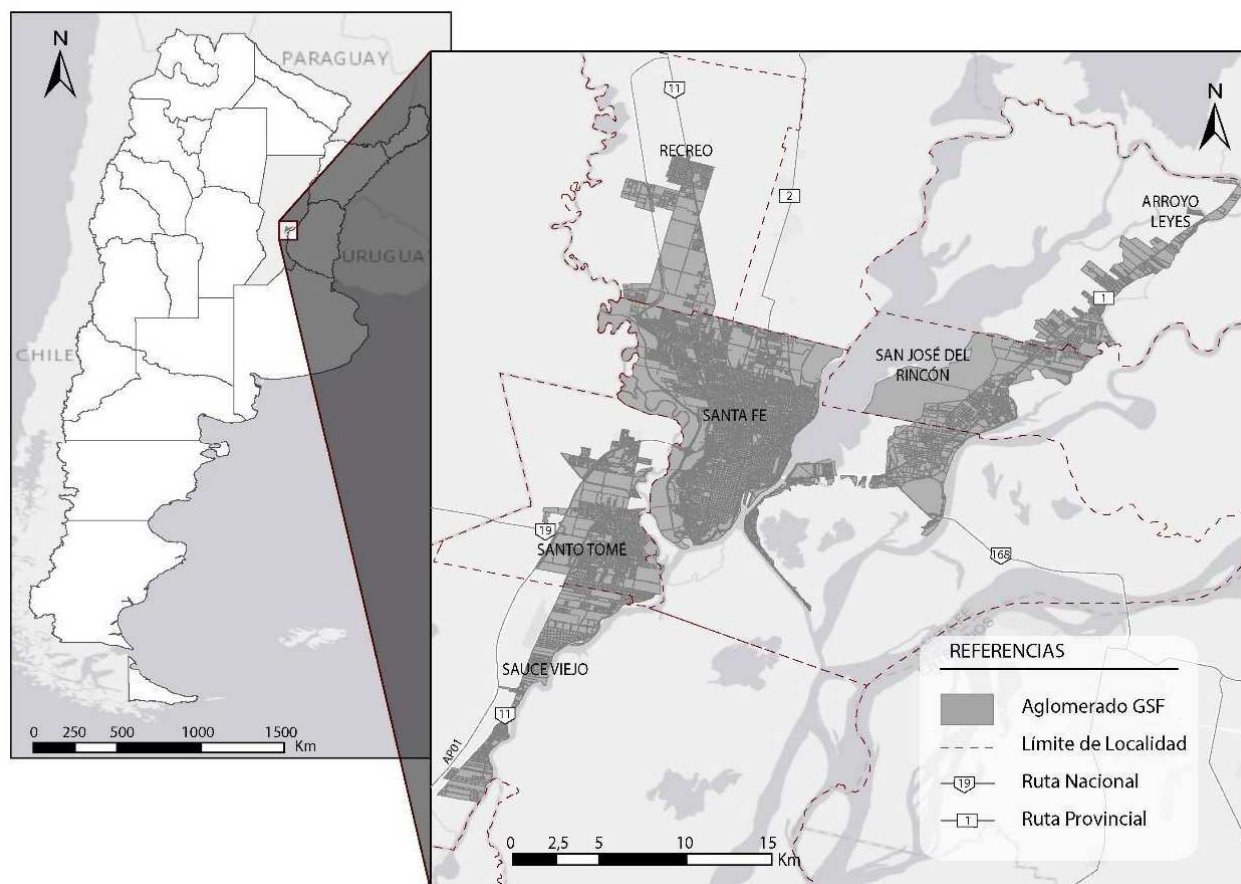 N
PARAGUAY
URUGUA
CHILE
0 250 500 1000 1500
Km
N
11
RECREO
2
ARROYO
LEYES
1
SAN JOSÉ DEL
RINCÓN
SANTA FE
19
SANTO TOMÉ
168
SAUCE VIEJO
11
AP01
0 2,5 5 10 15
Km
REFERENCIAS
Aglomerado GSF
Límite de Localidad
19 Ruta Nacional
1 Ruta Provincial